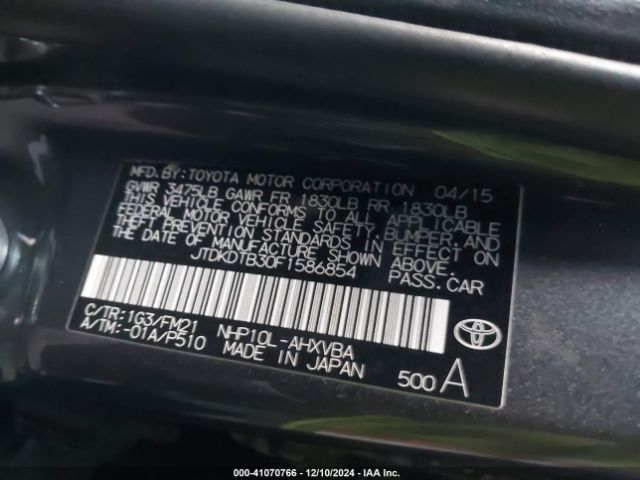 MFD.BY:TOYOTA MOTOR CORPORATION 04/15
GVWR 3475LB GAWR FR 1830LB RR 1830LB
THIS VEHICLE CONFORMS TO ALL APPLICABLE
FEDERAL MOTOR VEHICLE SAFETY, BUMPER, AND
THEFT PREVENTION STANDARDS IN EFFECT ON
THE DATE OF MANUFACTURE SHOWN ABOVE.
JTDKDTB30F1586854 PASS.CAR
C/TR:1G3/FM21
A/TM:-01A/P510
NHP10L-AHXVBA
MADE IN JAPAN
500A
000-41070766 - 12/10/2024 - IAA Inc.